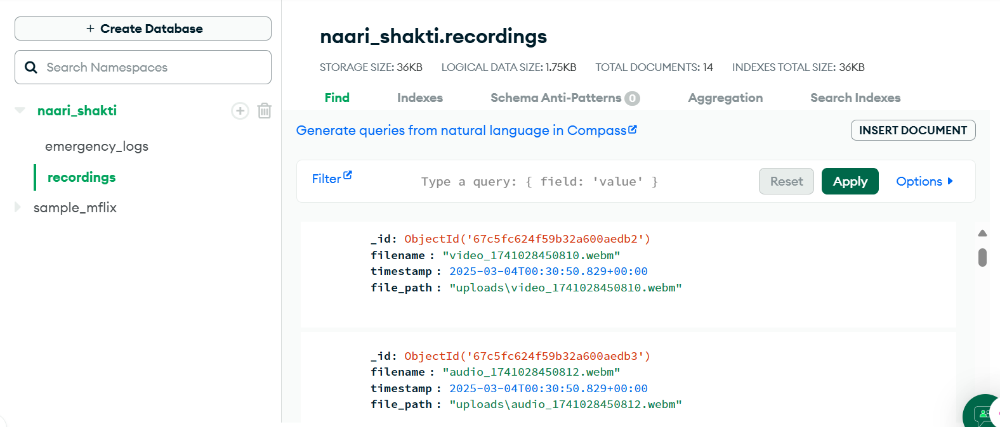 + Create Database
Search Namespaces
naari_shakti
emergency_logs
recordings
sample_mflix
naari_shakti.recordings
STORAGE SIZE: 36KB LOGICAL DATA SIZE: 1.75KB TOTAL DOCUMENTS: 14 INDEXES TOTAL SIZE: 36KB
Find Indexes Schema Anti-Patterns 0 Aggregation Search Indexes
Generate queries from natural language in Compass
INSERT DOCUMENT
Filter Type a query: { field: 'value' } Reset Apply Options
_id: ObjectId('67c5fc624f59b32a600aedb2')
filename : "video_1741028450810.webm"
timestamp : 2025-03-04T00:30:50.829+00:00
file_path : "uploads\video_1741028450810.webm"
_id: ObjectId('67c5fc624f59b32a600aedb3')
filename : "audio_1741028450812.webm"
timestamp : 2025-03-04T00:30:50.829+00:00
file_path : "uploads\audio_1741028450812.webm"